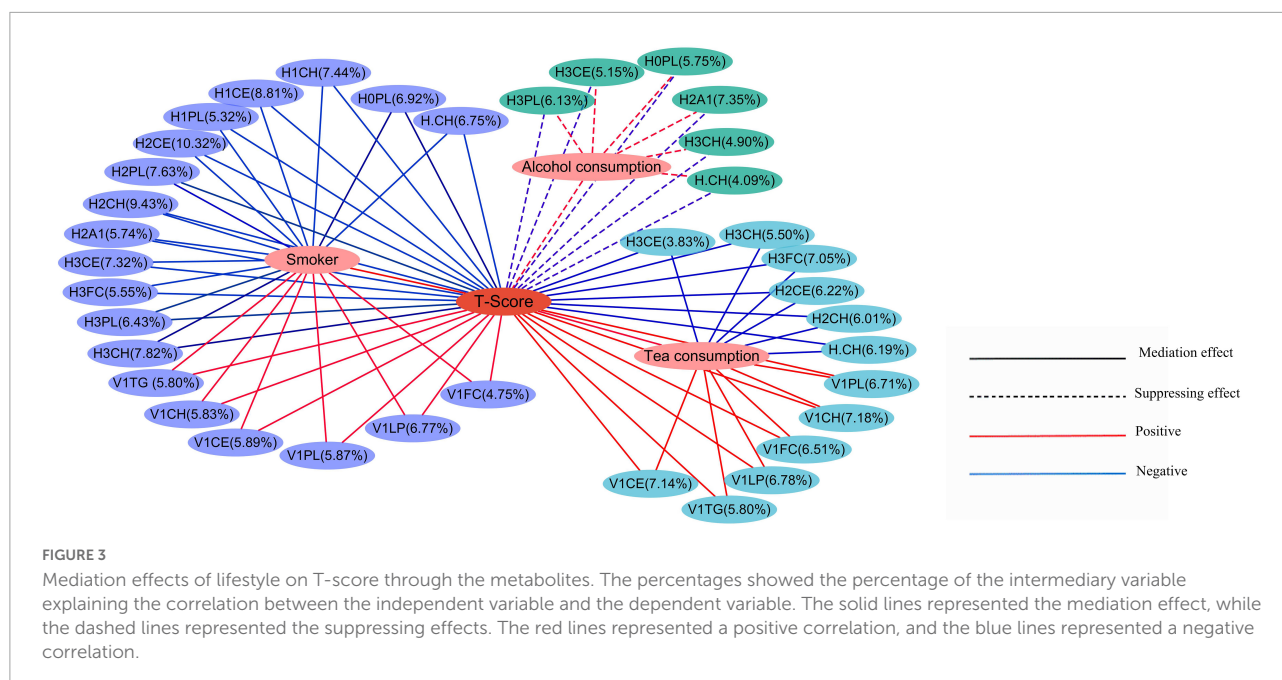 H1CH(7.44%)
H1CE(8.81%)
H0PL(6.92%)
H1PL(5.32%)
H.CH(6.75%)
H2CE(10.32%)
H2PL(7.63%)
H2CH(9.43%)
H2A1(5.74%)
H3CE(7.32%)
H3FC(5.55%)
H3PL(6.43%)
H3CH(7.82%)
V1TG (5.80%)
V1CH(5.83%)
V1CE(5.89%)
V1PL(5.87%)
V1LP(6.77%)
V1FC(4.75%)
Smoker
T-Score
H3CE(5.15%)
H0PL(5.75%)
H3PL(6.13%)
H2A1(7.35%)
H3CH(4.90%)
H.CH(4.09%)
Alcohol consumption
H3CE(3.83%)
H3CH(5.50%)
H3FC(7.05%)
H2CE(6.22%)
H2CH(6.01%)
H.CH(6.19%)
Tea consumption
V1PL(6.71%)
V1CH(7.18%)
V1FC(6.51%)
V1LP(6.78%)
V1CE(7.14%)
V1TG(5.80%)
Mediation effect
Suppressing effect
Positive
Negative
FIGURE 3
Mediation effects of lifestyle on T-score through the metabolites. The percentages showed the percentage of the intermediary variable
explaining the correlation between the independent variable and the dependent variable. The solid lines represented the mediation effect, while
the dashed lines represented the suppressing effects. The red lines represented a positive correlation, and the blue lines represented a negative
correlation.